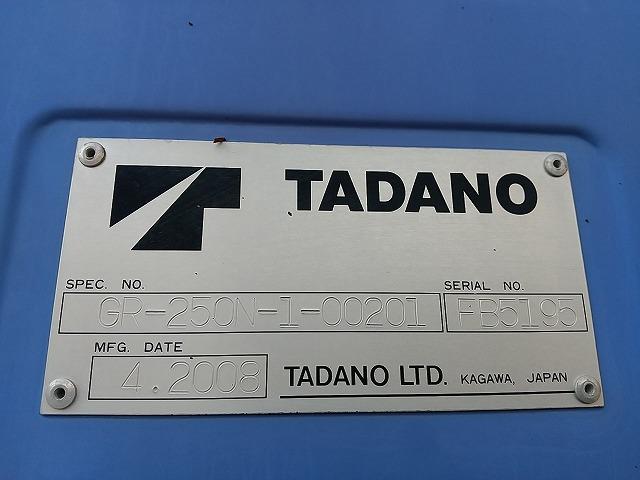 TADANO
SPEC. NO.
GR-250N-1-00201
SERIAL NO.
FB5195
MFG. DATE
4.2008
TADANO LTD. KAGAWA, JAPAN